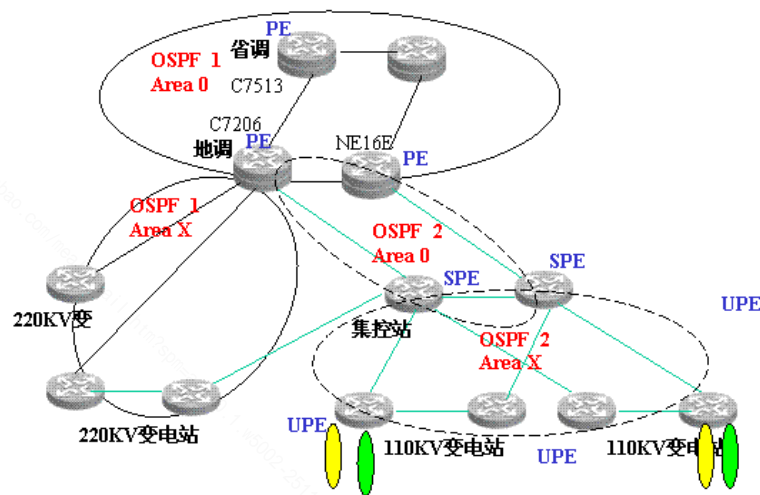 PE
省调
OSPF 1
Area 0
C7513
C7206
地调
PE
NE16E
PE
OSPF 1
Area X
OSPF 2
Area 0
SPE
SPE
220KV变
集控站
UPE
OSPF 2
Area X
220KV变电站
UPE
110KV变电站
UPE
110KV变电站